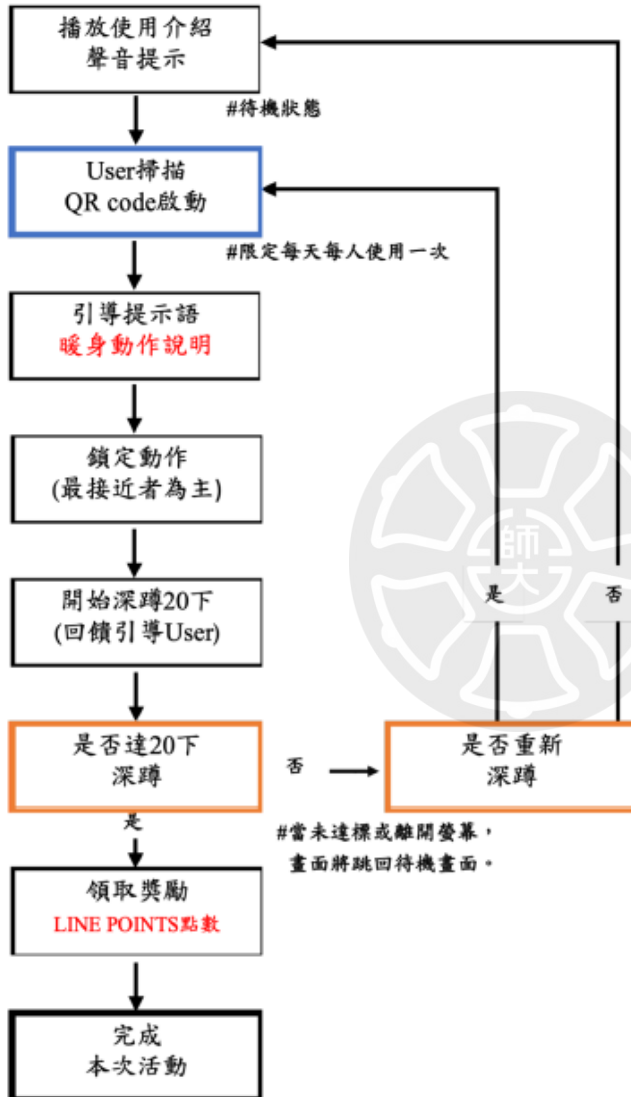 播放使用介紹
聲音提示
#待機狀態
User掃描
QR code啟動
#限定每天每人使用一次
引導提示語
暖身動作說明
鎖定動作
(最接近者為主)
開始深蹲20下
(回饋引導User)
是
否
是否達20下
深蹲
否
是否重新
深蹲
是
#當未達標或離開螢幕，
畫面將跳回待機畫面。
領取獎勵
LINE POINTS點數
完成
本次活動
師大